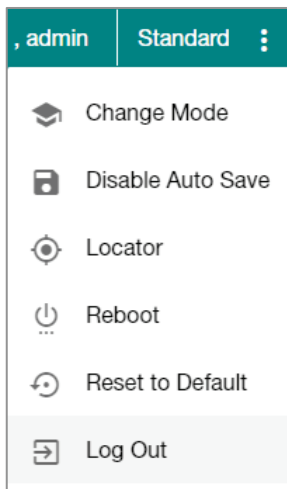 , admin Standard
Change Mode
Disable Auto Save
Locator
Reboot
Reset to Default
Log Out